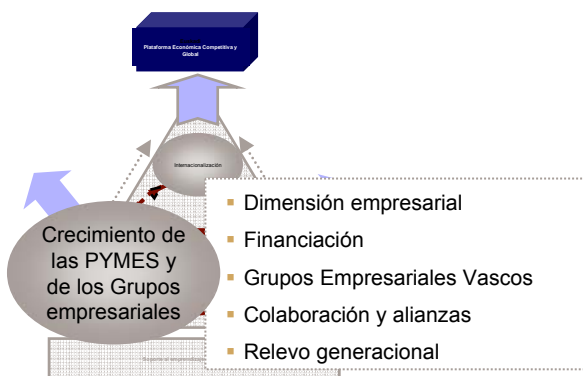 Plataforma Económica Competitiva y
Global
Internacionalización
Crecimiento de
las PYMES y
de los Grupos
empresariales
Dimensión empresarial
Financiación
Grupos Empresariales Vascos
Colaboración y alianzas
Relevo generacional